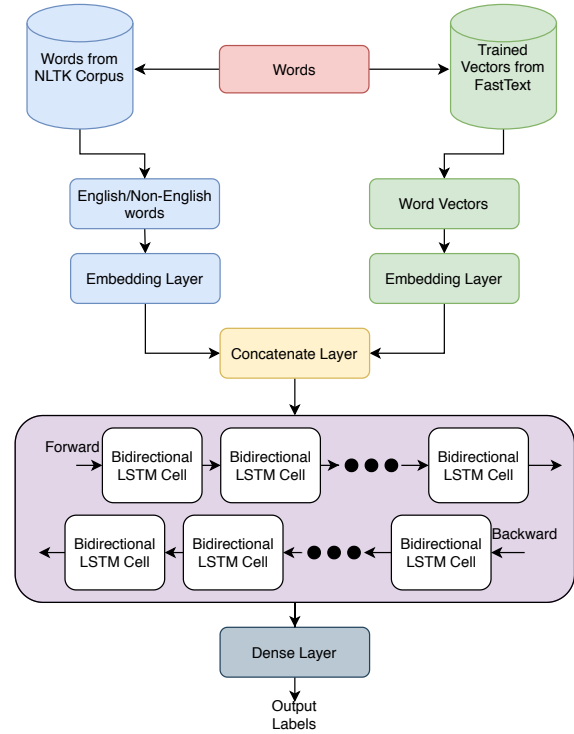 Words from
NLTK Corpus
Words
Trained
Vectors from
FastText
English/Non-English
words
Word Vectors
Embedding Layer
Embedding Layer
Concatenate Layer
Forward
Bidirectional
LSTM Cell
Bidirectional
LSTM Cell
Bidirectional
LSTM Cell
Bidirectional
LSTM Cell
Bidirectional
LSTM Cell
Bidirectional
LSTM Cell
Backward
Dense Layer
Output
Labels